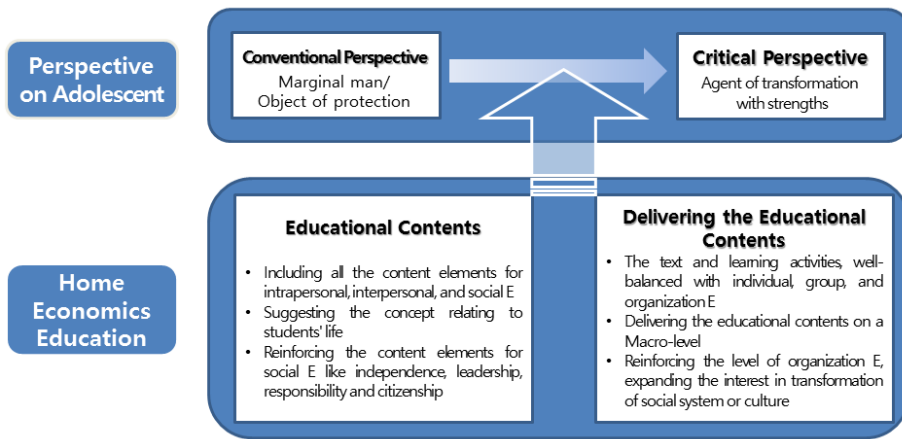 Perspective
on Adolescent
Conventional Perspective
Marginal man/
Object of protection
Critical Perspective
Agent of transformation
with strengths
Home
Economics
Education
Educational Contents
• Including all the content elements for
intrapersonal, interpersonal, and social E
• Suggesting the concept relating to
students' life
• Reinforcing the content elements for
social E like independence, leadership,
responsibility and citizenship
Delivering the Educational
Contents
• The text and learning activities, well-
balanced with individual, group, and
organization E
• Delivering the educational contents on a
Macro-level
• Reinforcing the level of organization E,
expanding the interest in transformation
of social system or culture